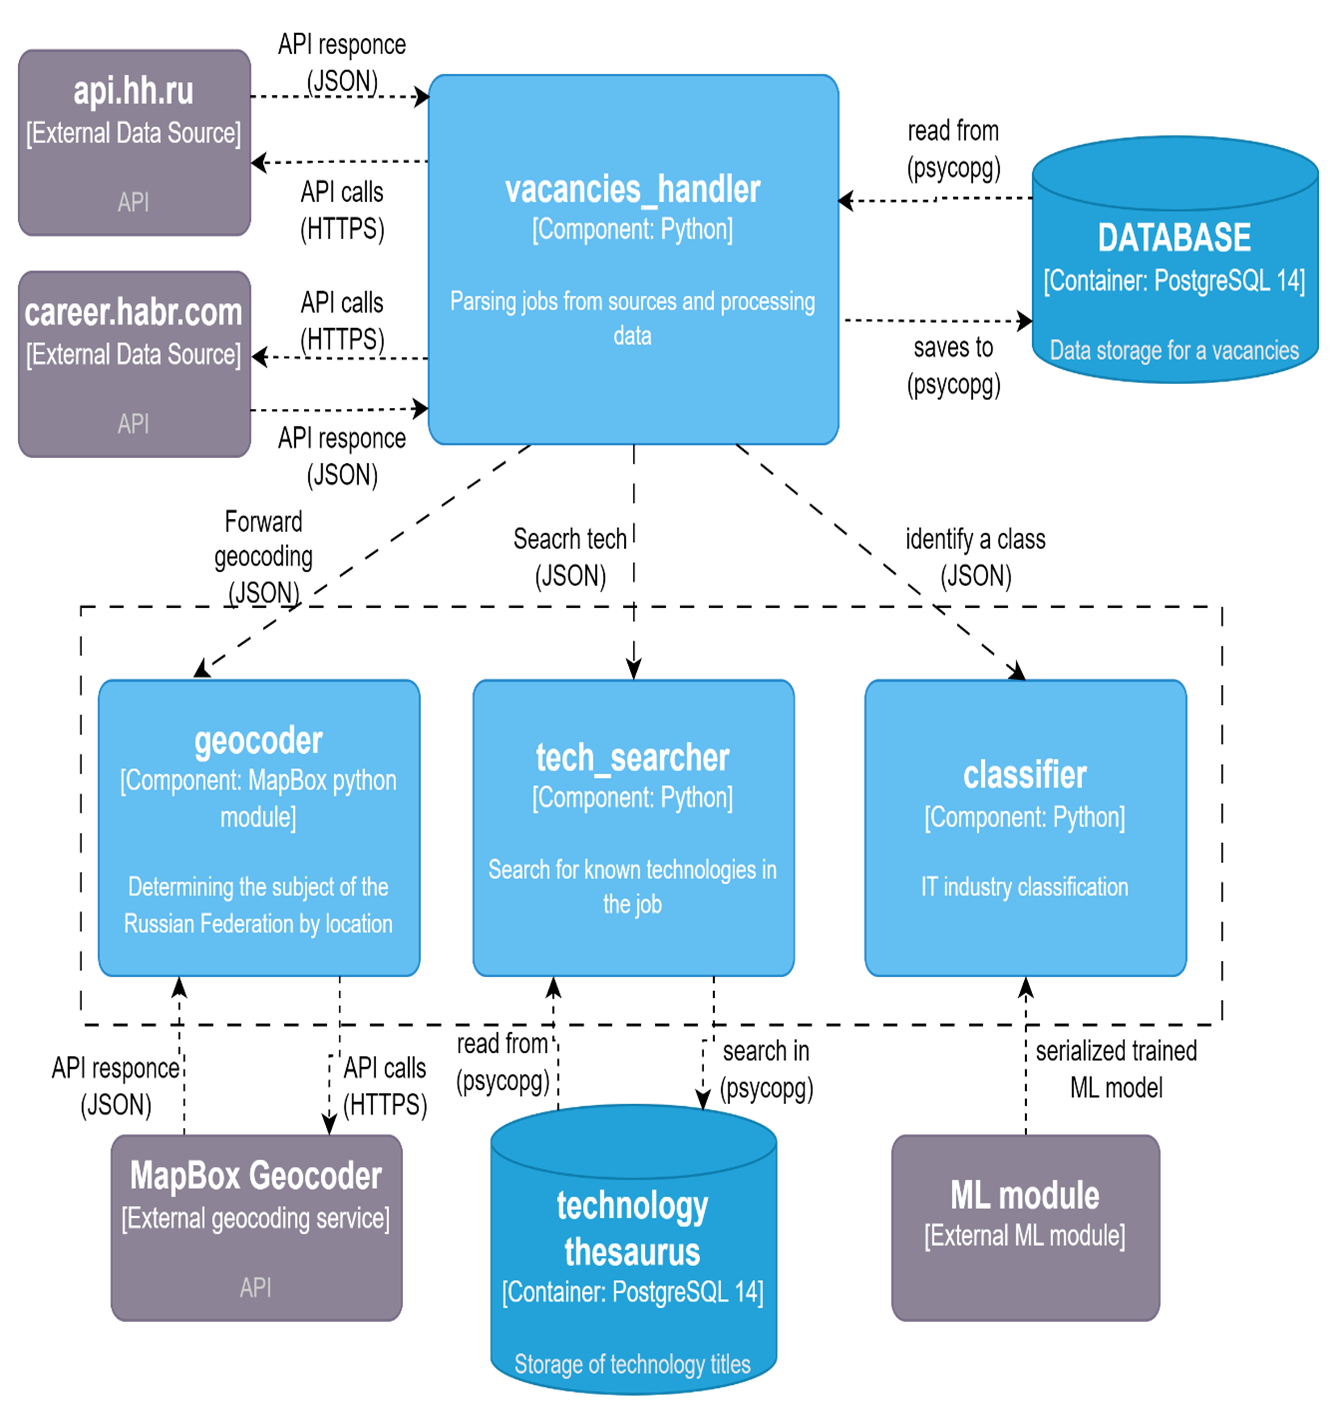 api.hh.ru
[External Data Source]
API
API responce
(JSON)
API calls
(HTTPS)
career.habr.com
[External Data Source]
API
API calls
(HTTPS)
API responce
(JSON)
vacancies_handler
[Component: Python]
Parsing jobs from sources and processing
data
read from
(psycopg)
saves to
(psycopg)
DATABASE
[Container: PostgreSQL 14]
Data storage for a vacancies
Forward
geocoding
(JSON)
Seacrh tech
(JSON)
identify a class
(JSON)
geocoder
[Component: MapBox python
module]
Determining the subject of the
Russian Federation by location
tech_searcher
[Component: Python]
Search for known technologies in
the job
classifier
[Component: Python]
IT industry classification
API responce
(JSON)
API calls
(HTTPS)
read from
(psycopg)
search in
(psycopg)
serialized trained
ML model
MapBox Geocoder
[External geocoding service]
API
technology
thesaurus
[Container: PostgreSQL 14]
Storage of technology titles
ML module
[External ML module]